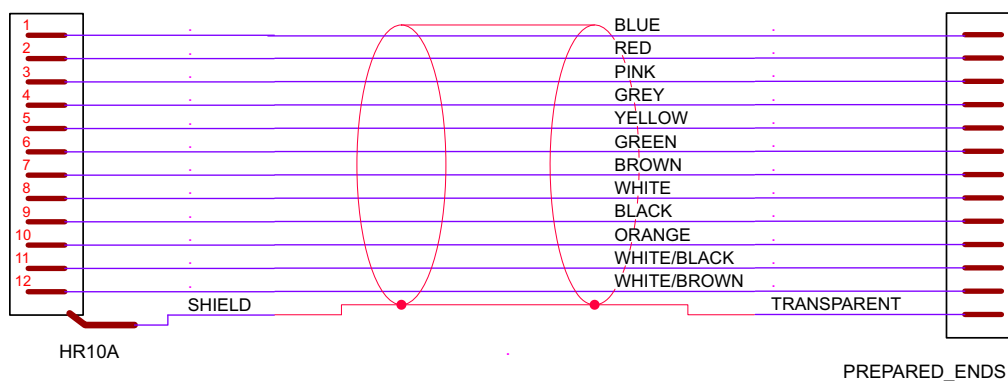 1 BLUE
2 RED
3 PINK
4 GREY
5 YELLOW
6 GREEN
7 BROWN
8 WHITE
9 BLACK
10 ORANGE
11 WHITE/BLACK
12 WHITE/BROWN
SHIELD TRANSPARENT
HR10A
PREPARED_ENDS